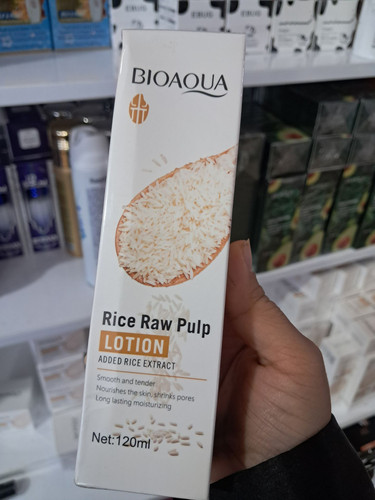 BIOAQUA
Rice Raw Pulp
LOTION
ADDED RICE EXTRACT
Smooth and tender
Nourishes the skin, shrinks pores
Long lasting moisturizing
Net:120ml